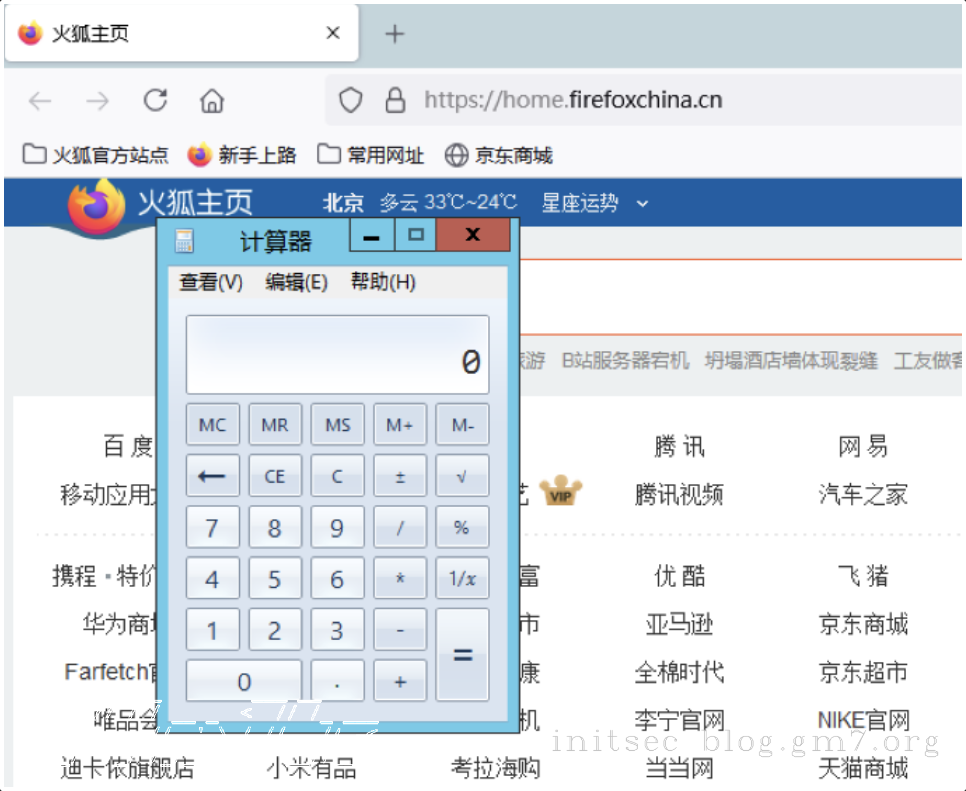 火狐主页
https://home.firefoxchina.cn
火狐官方站点 新手上路 常用网址 京东商城
火狐主页 北京 多云 33℃~24℃ 星座运势
计算器
查看(V) 编辑(E) 帮助(H)
0
B站服务器宕机 坍塌酒店墙体现裂缝 工友做客
MC MR MS M+ M-
← CE C ± √
7 8 9 / %
4 5 6 * 1/x
1 2 3 - =
0 . +
百度 腾讯 网易
移动应用 VIP 腾讯视频 汽车之家
携程·特价 富 优酷 飞猪
华为商城 市 亚马逊 京东商城
Farfetch官 康 全棉时代 京东超市
唯品会 机 李宁官网 NIKE官网
initsec blog.gm7.org
迪卡侬旗舰店 小米有品 考拉海购 当当网 天猫商城